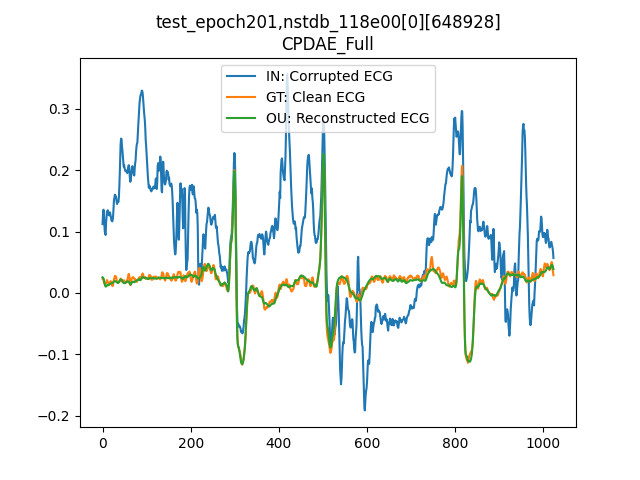 test_epoch201,nstdb_118e00[0][648928]
CPDAE_Full
IN: Corrupted ECG
GT: Clean ECG
OU: Reconstructed ECG
0.3
0.2
0.1
0.0
−0.1
−0.2
0 200 400 600 800 1000